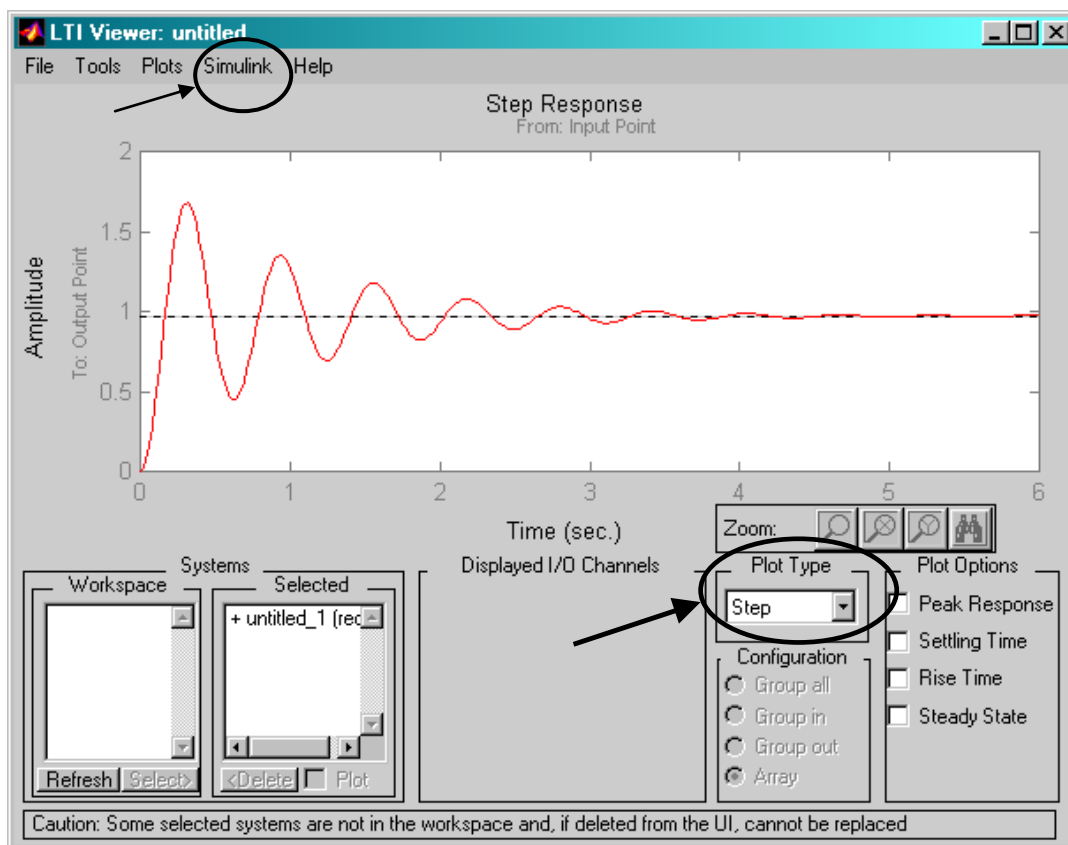 LTI Viewer: untitled
File Tools Plots Simulink Help
Step Response
From: Input Point
Amplitude
To: Output Point
2
1.5
1
0.5
0
0 1 2 3 4 5 6
Time (sec.)
Zoom:
Systems
Workspace
Selected
+ untitled_1 (rec
Refresh Select>
<Delete Plot
Displayed I/O Channels
Plot Type
Step
Configuration
Group all
Group in
Group out
Array
Plot Options
Peak Response
Settling Time
Rise Time
Steady State
Caution: Some selected systems are not in the workspace and, if deleted from the UI, cannot be replaced